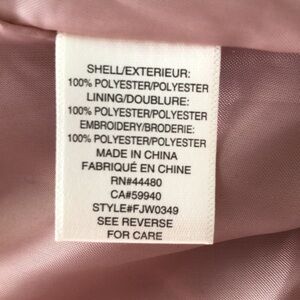 SHELL/EXTERIEUR:
100% POLYESTER/POLYESTER
LINING/DOUBLURE:
100% POLYESTER/POLYESTER
EMBROIDERY/BRODERIE:
100% POLYESTER/POLYESTER
MADE IN CHINA
FABRIQUÉ EN CHINE
RN#44480
CA#59940
STYLE#FJW0349
SEE REVERSE
FOR CARE